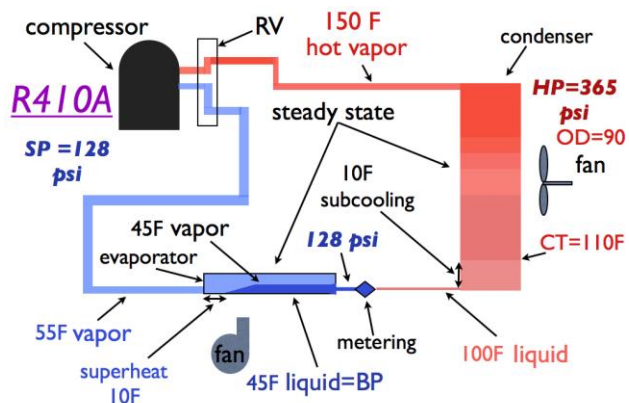 compressor
RV
150 F
hot vapor
condenser
R410A
HP=365
psi
OD=90
fan
SP =128
psi
steady state
10F
subcooling
45F vapor
evaporator
128 psi
CT=110F
55F vapor
superheat
10F
fan
45F liquid=BP
metering
100F liquid